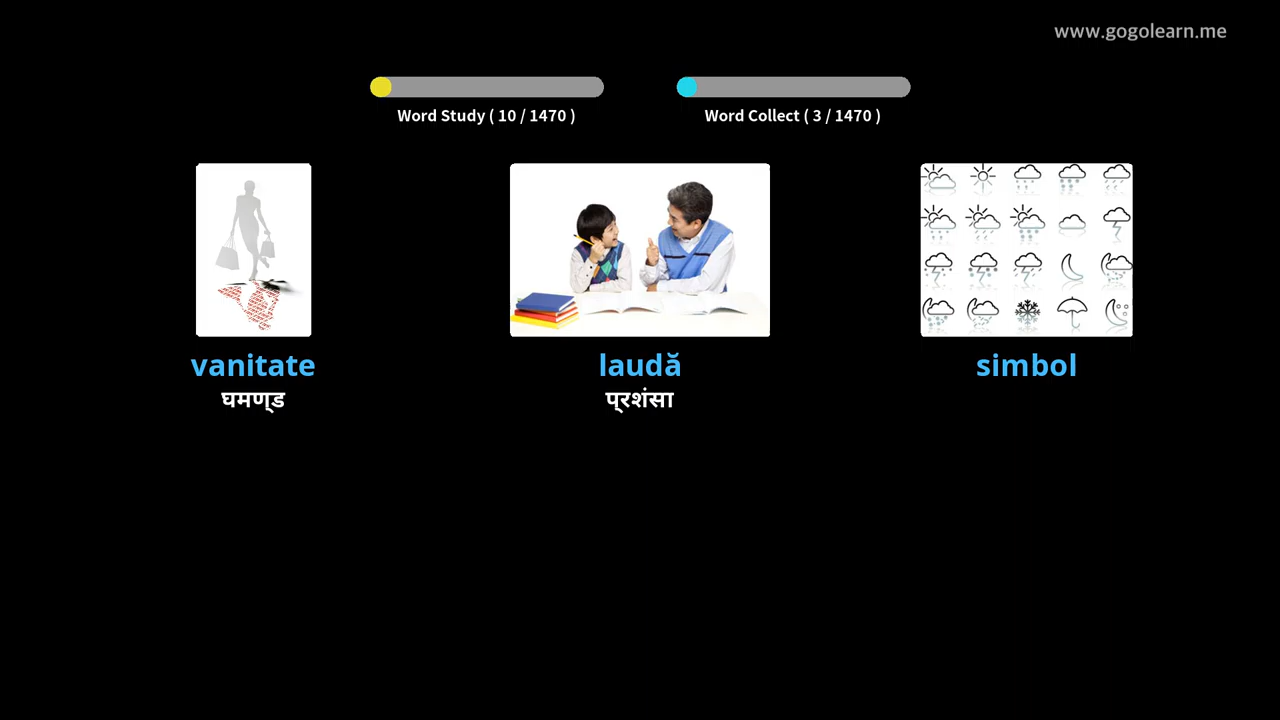 www.gogolearn.me
Word Study ( 10 / 1470 )
Word Collect ( 3 / 1470 )
vanitate
घमण्ड
laudă
प्रशंसा
simbol